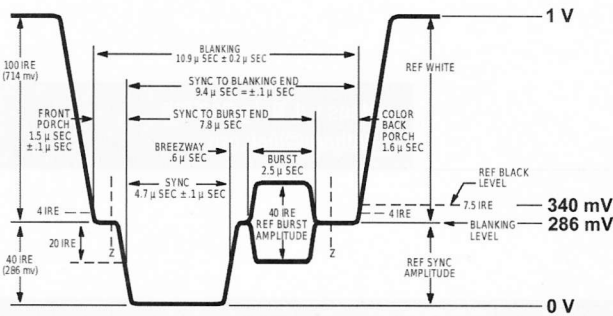 1 V
BLANKING
10.9 µ SEC ± 0.2 µ SEC
100 IRE
(714 mv)
REF WHITE
SYNC TO BLANKING END
9.4 µ SEC = ±.1 µ SEC
FRONT
PORCH
1.5 µ SEC
± .1 µ SEC
SYNC TO BURST END
7.8 µ SEC
COLOR
BACK
PORCH
1.6 µ SEC
BREEZWAY
.6 µ SEC
BURST
2.5 µ SEC
SYNC
4.7 µ SEC ± .1 µ SEC
REF BLACK
LEVEL
4 IRE
40 IRE
REF BURST
AMPLITUDE
7.5 IRE
340 mV
4 IRE
286 mV
BLANKING
LEVEL
20 IRE
Z
Z
40 IRE
(286 mv)
REF SYNC
AMPLITUDE
0 V